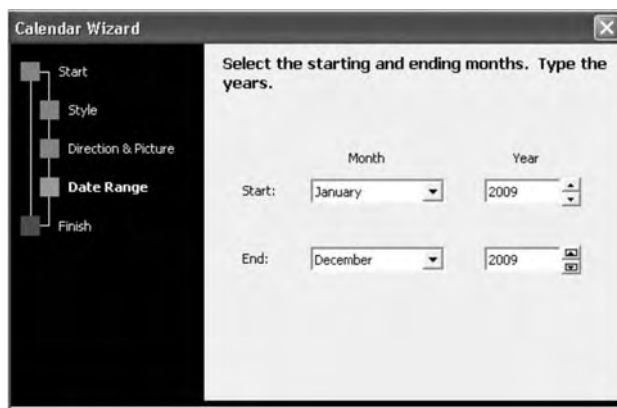 Calendar Wizard
Start
Style
Direction & Picture
Date Range
Finish
Select the starting and ending months.  Type the
years.
Month Year
Start: January 2009
End: December 2009